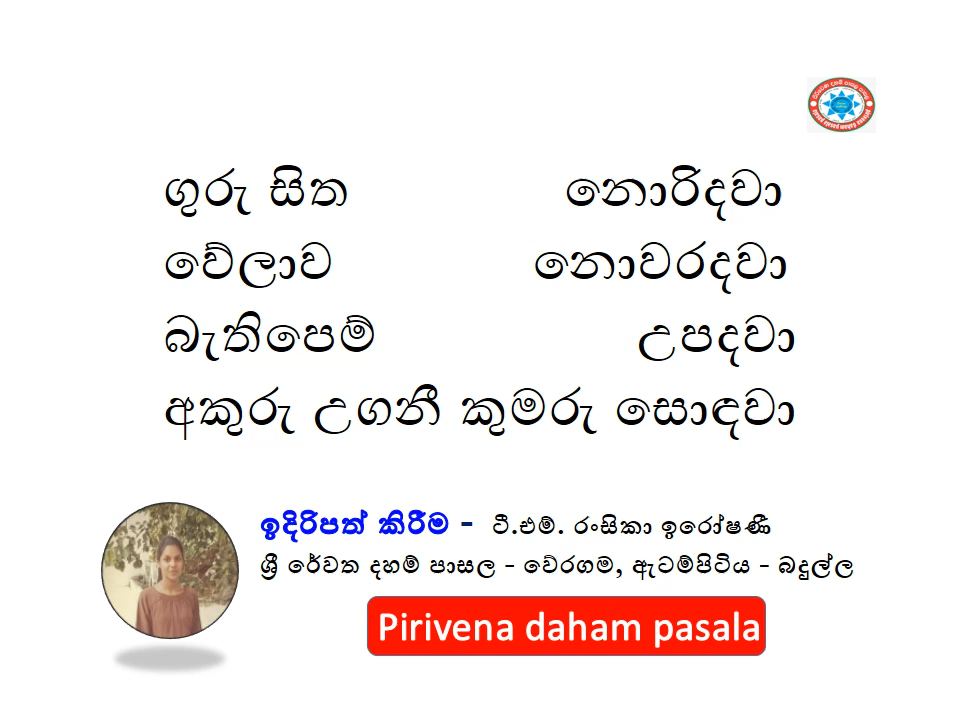 ගුරු සිත නොරිදවා
වේලාව නොවරදවා
බැතිපෙම් උපදවා
අකුරු උගනී කුමරු සොඳවා
ඉදිරිපත් කිරීම - ටී.එම්. රංසිකා ඉරෝෂණී
ශ්‍රී රේවත දහම් පාසල - වේරගම, ඇටම්පිටිය - බදුල්ල
Pirivena daham pasala